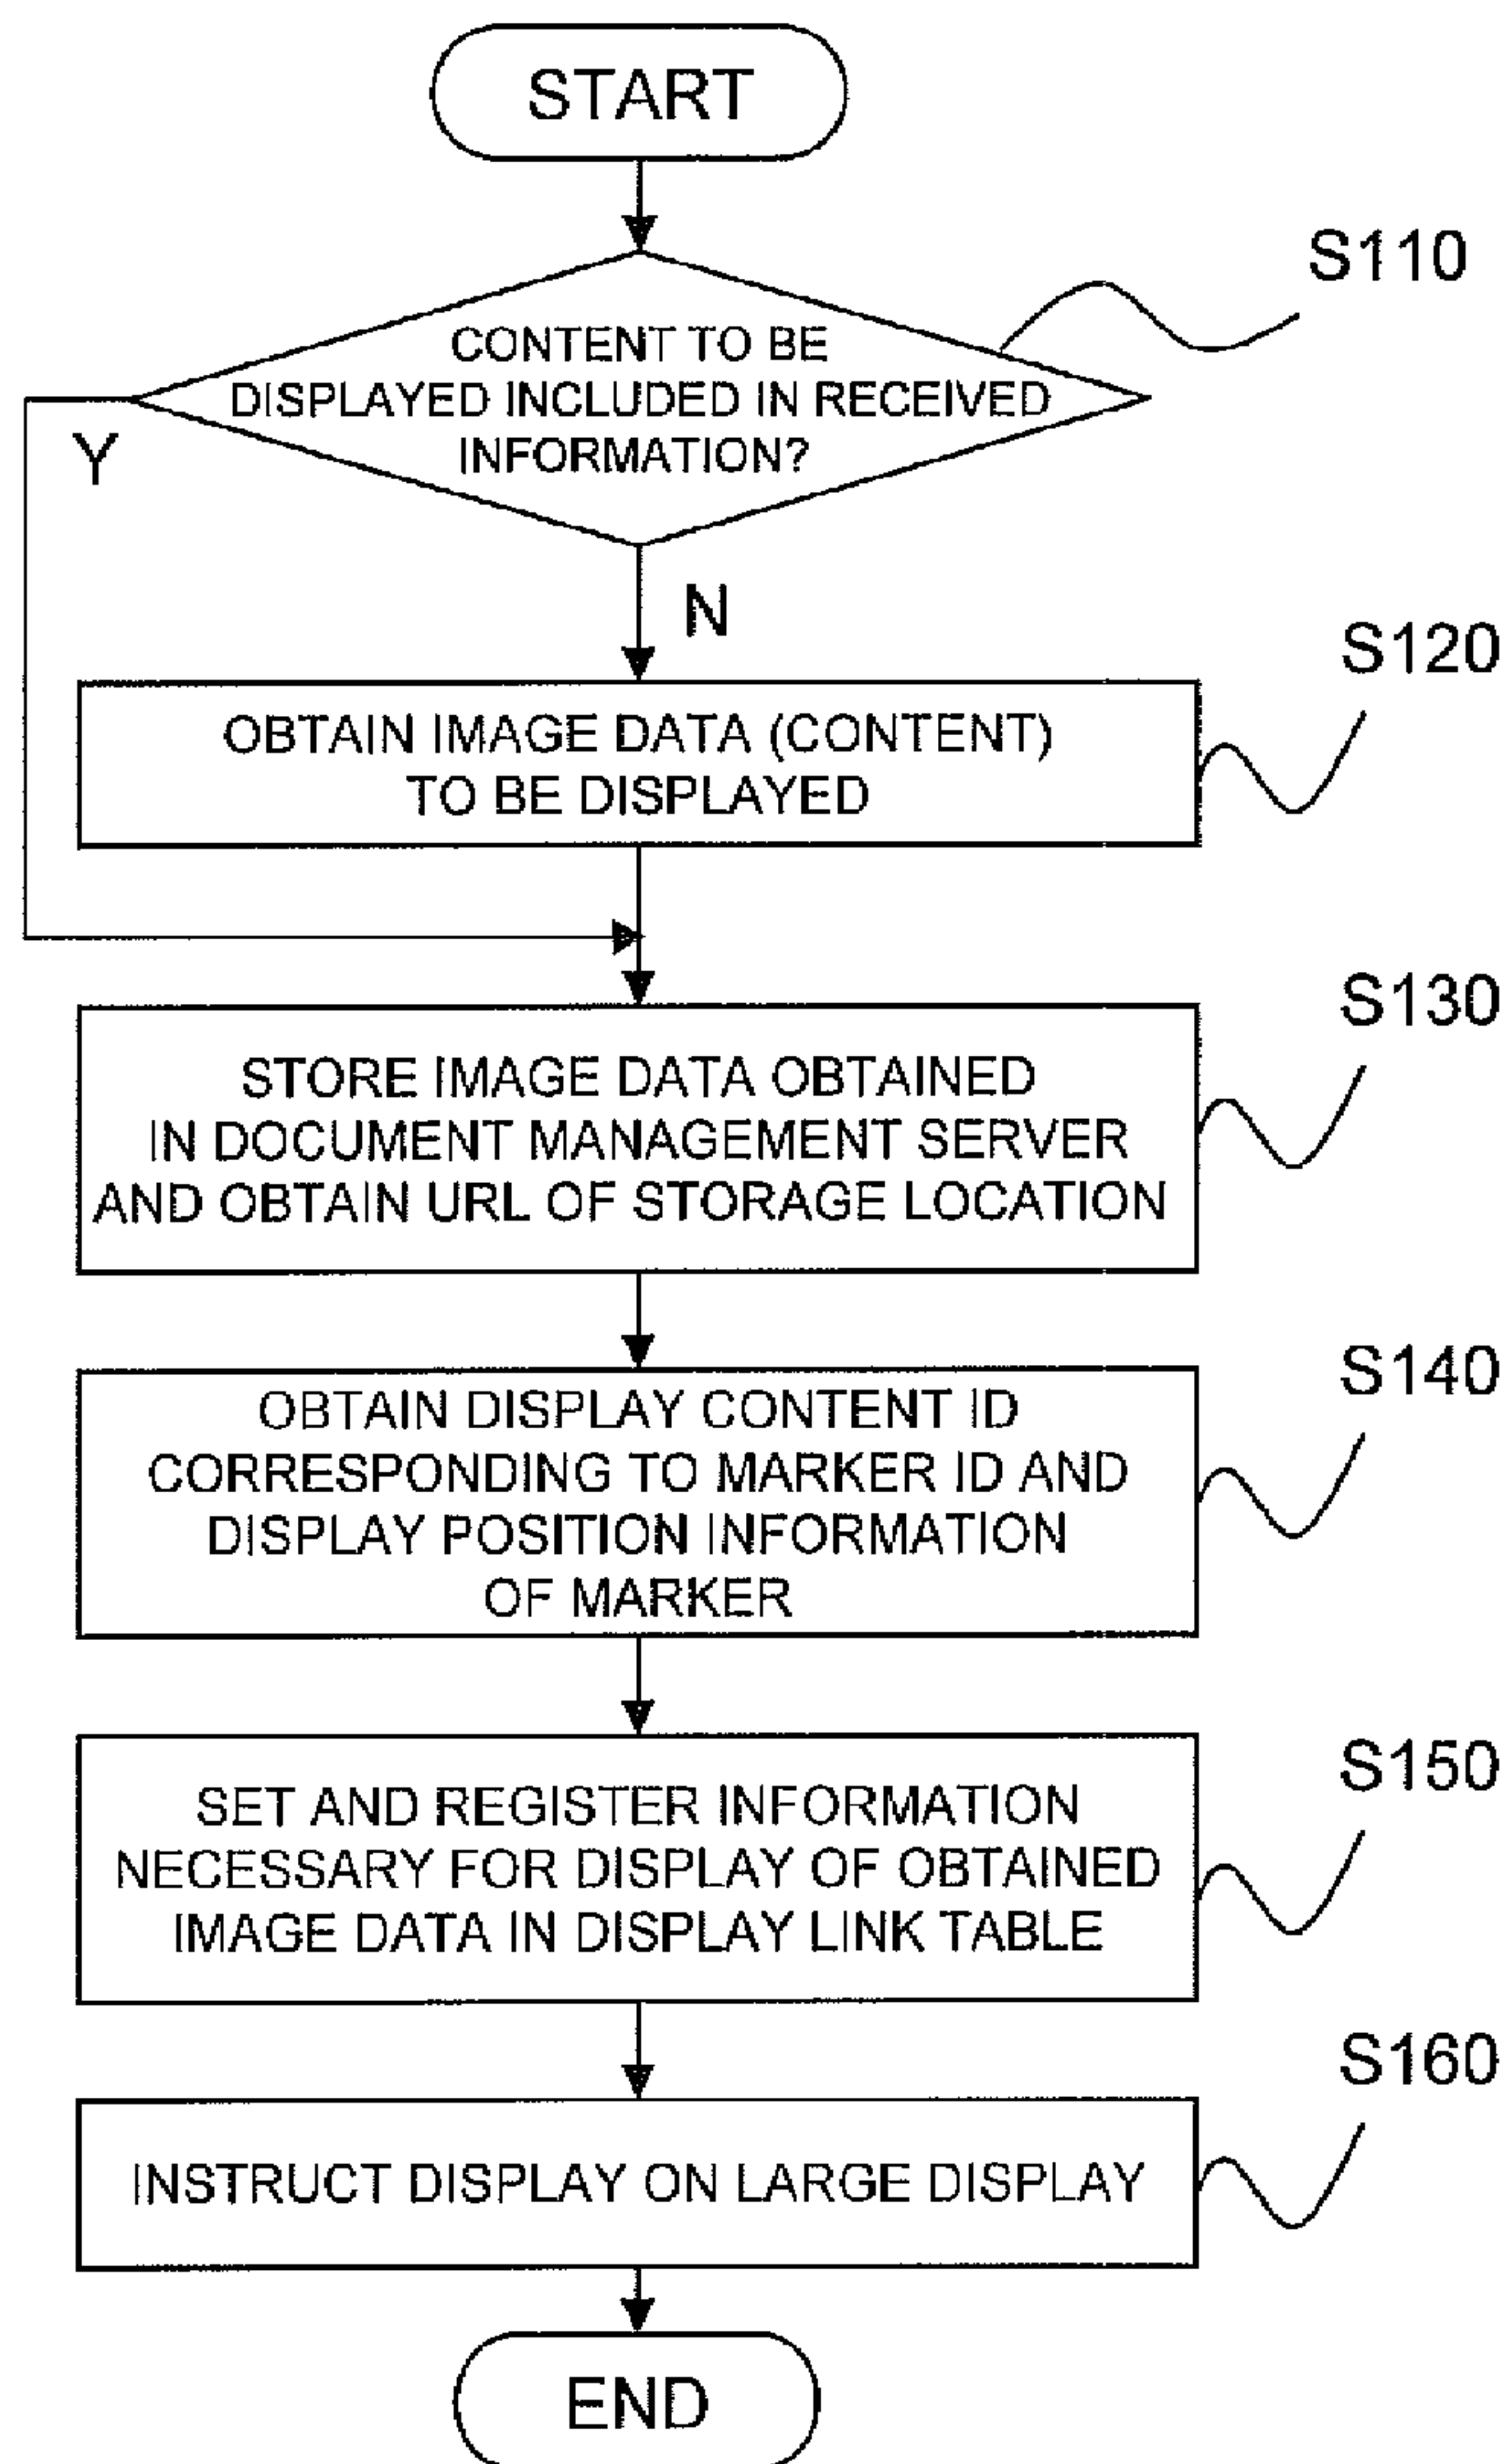 START
S110
CONTENT TO BE
DISPLAYED INCLUDED IN RECEIVED
INFORMATION?
Y
N
S120
OBTAIN IMAGE DATA (CONTENT)
TO BE DISPLAYED
S130
STORE IMAGE DATA OBTAINED
IN DOCUMENT MANAGEMENT SERVER
AND OBTAIN URL OF STORAGE LOCATION
S140
OBTAIN DISPLAY CONTENT ID
CORRESPONDING TO MARKER ID AND
DISPLAY POSITION INFORMATION
OF MARKER
S150
SET AND REGISTER INFORMATION
NECESSARY FOR DISPLAY OF OBTAINED
IMAGE DATA IN DISPLAY LINK TABLE
S160
INSTRUCT DISPLAY ON LARGE DISPLAY
END